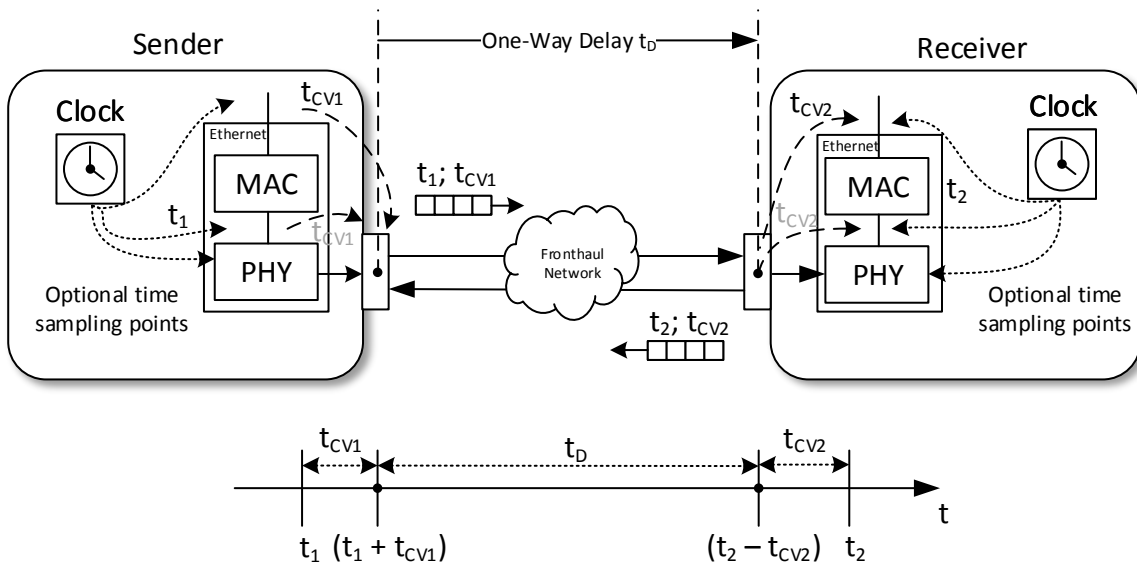 Sender
One-Way Delay tD
Receiver
Clock
tCV1
Ethernet
MAC
t1
tCV1
PHY
Optional time
sampling points
t1; tCV1
Fronthaul
Network
t2; tCV2
tCV2
Ethernet
MAC
t2
tCV2
PHY
Clock
Optional time
sampling points
tCV1
tD
tCV2
t
t1 (t1 + tCV1)
(t2 – tCV2) t2